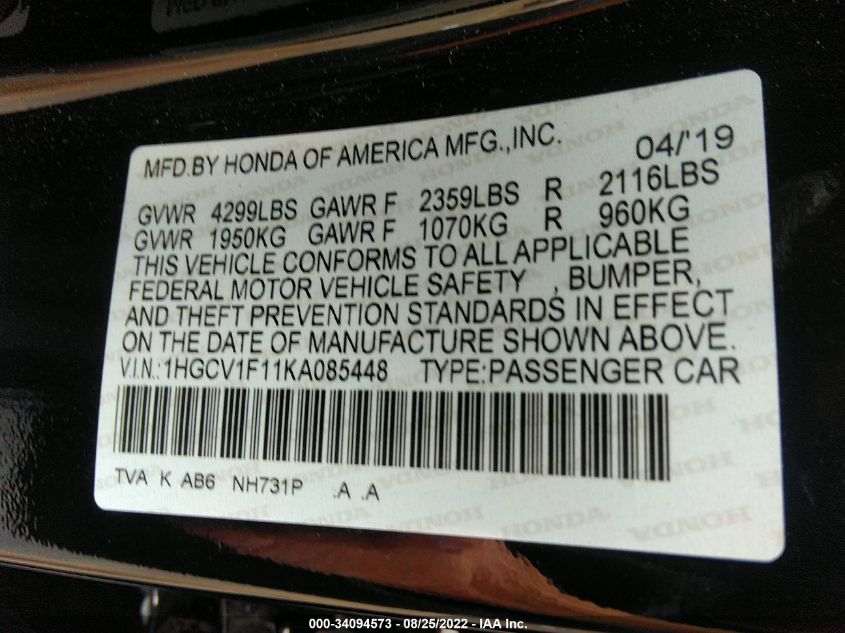 MFD.BY HONDA OF AMERICA MFG.,INC. 04/'19
GVWR 4299LBS GAWR F 2359LBS R 2116LBS
GVWR 1950KG GAWR F 1070KG R 960KG
THIS VEHICLE CONFORMS TO ALL APPLICABLE
FEDERAL MOTOR VEHICLE SAFETY , BUMPER,
AND THEFT PREVENTION STANDARDS IN EFFECT
ON THE DATE OF MANUFACTURE SHOWN ABOVE.
V.I.N.:1HGCV1F11KA085448 TYPE:PASSENGER CAR
TVA K AB6 NH731P .A .A
000-34094573 - 08/25/2022 - IAA Inc.